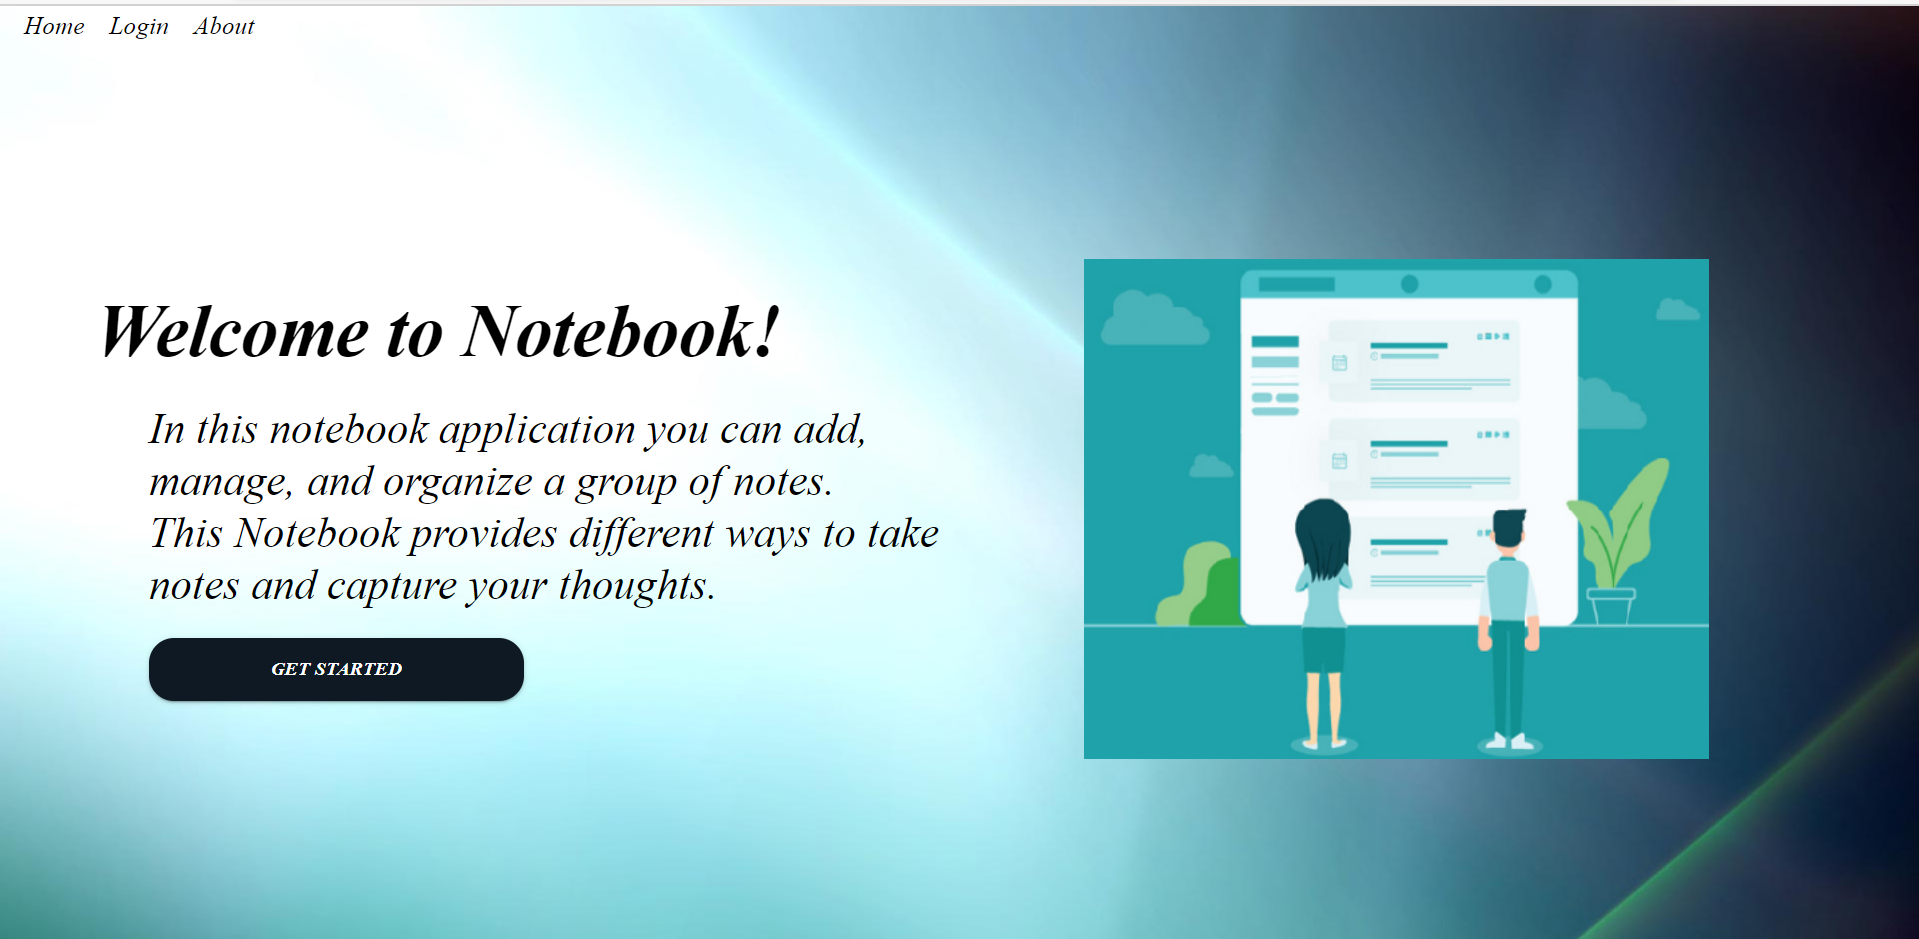 Home Login About
Welcome to Notebook!
In this notebook application you can add,
manage, and organize a group of notes.
This Notebook provides different ways to take
notes and capture your thoughts.
GET STARTED